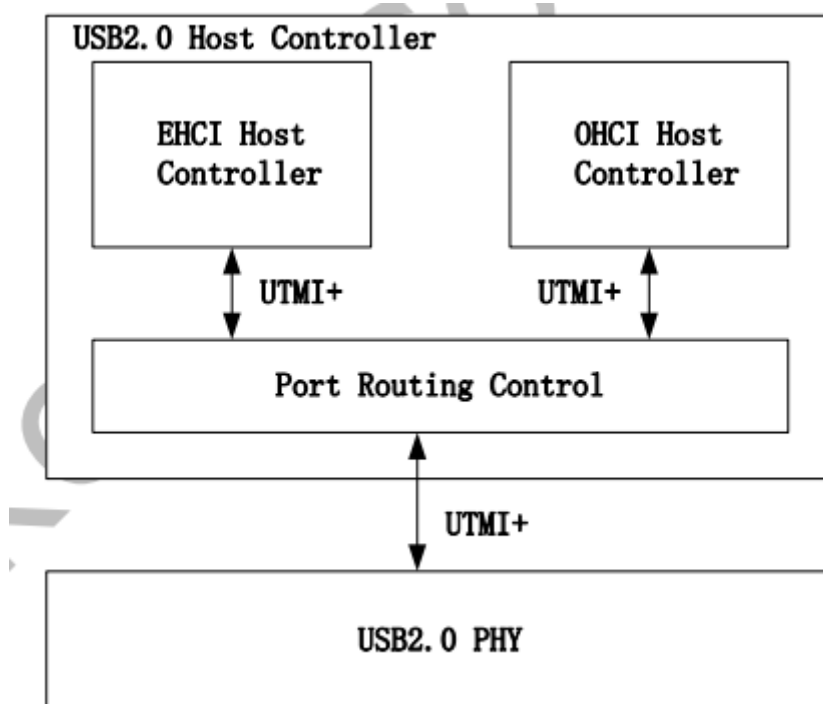 USB2.0 Host Controller
EHCI Host
Controller
OHCI Host
Controller
UTMI+
UTMI+
Port Routing Control
UTMI+
USB2.0 PHY